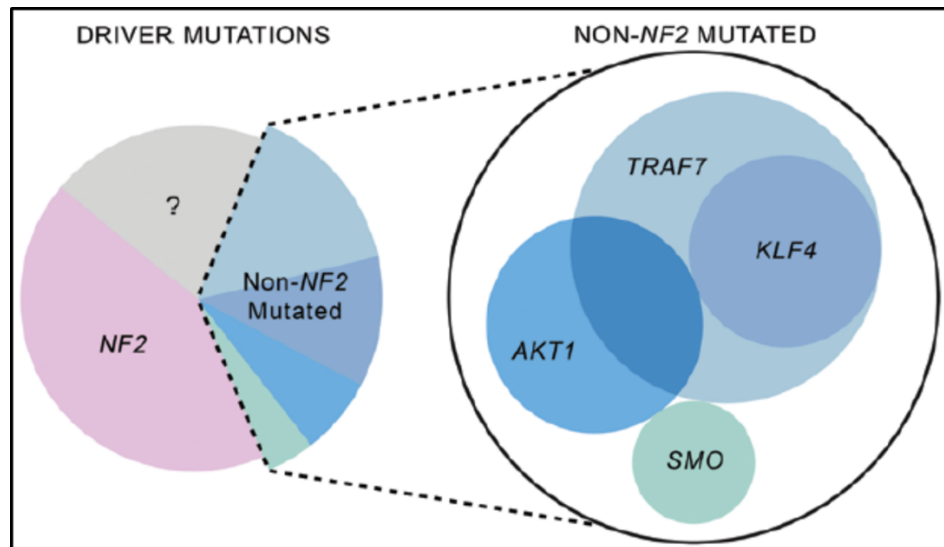 DRIVER MUTATIONS
NON-NF2 MUTATED
?
Non-NF2
Mutated
NF2
TRAF7
KLF4
AKT1
SMO